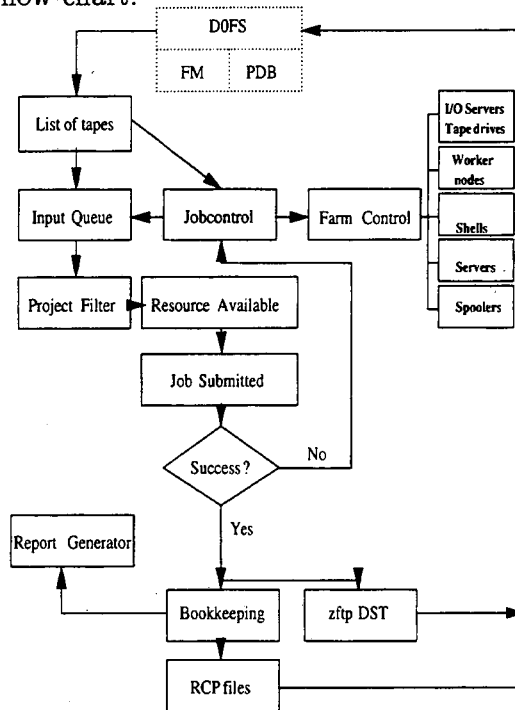 flow chart.
D0FS
FM PDB
List of tapes
I/O Servers
Tape drives
Worker
nodes
Input Queue
Jobcontrol
Farm Control
Shells
Servers
Project Filter
Resource Available
Spoolers
Job Submitted
Success?
No
Yes
Report Generator
Bookkeeping
zftp DST
RCP files